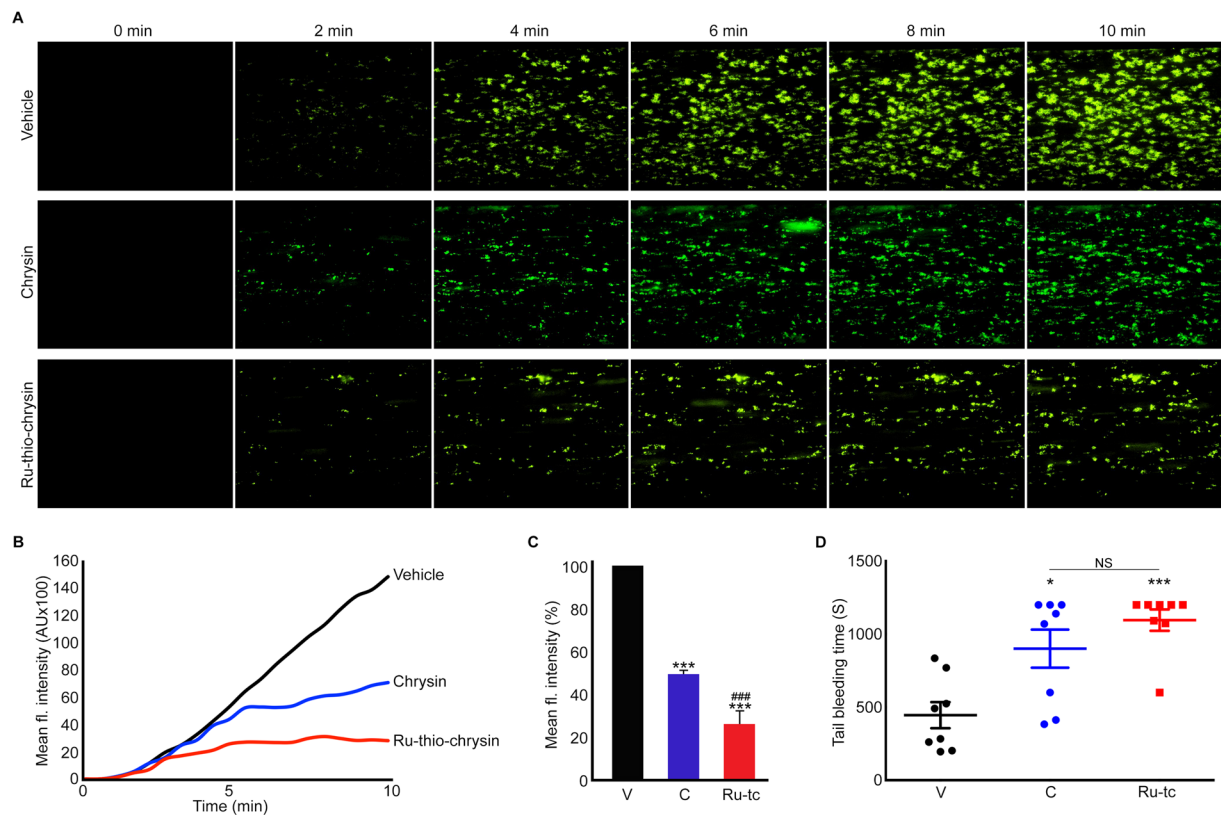 A
0 min 2 min 4 min 6 min 8 min 10 min
Vehicle
Chrysin
Ru-thio-chrysin
B
Mean fl. intensity (AUx100)
160
140
120
100
80
60
40
20
0
0 5 10
Time (min)
Vehicle
Chrysin
Ru-thio-chrysin
C
Mean fl. intensity (%)
100
80
60
40
20
0
***
###
***
V C Ru-tc
D
Tail bleeding time (S)
1500
1000
500
0
NS
* ***
V C Ru-tc